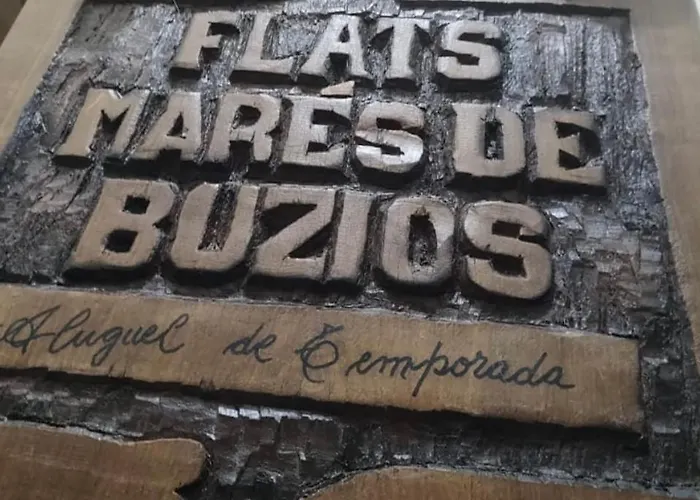 FLATS
MARÉS DE
BUZIOS
Aluguel de Temporada